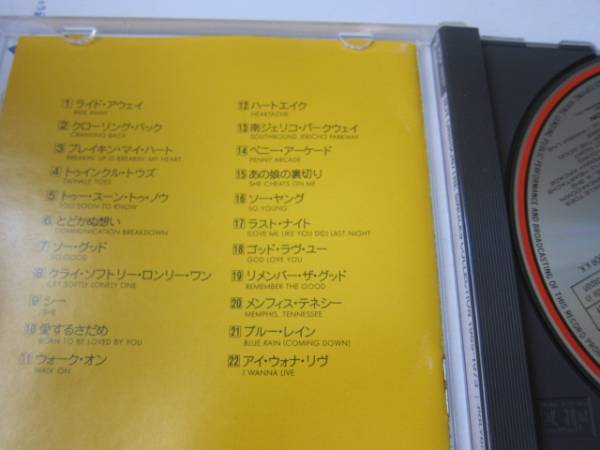 1 ライド・アウェイ
RIDE AWAY
2 クローリング・バック
CRAWLING BACK
3 ブレイキン・マイ・ハート
BREAKIN' UP IS BREAKIN' MY HEART
4 トゥインクル・トウズ
TWINKLE TOES
5 トゥー・スーン・トゥ・ノウ
TOO SOON TO KNOW
6 とどかぬ想い
COMMUNICATION BREAKDOWN
7 ソー・グッド
SO GOOD
8 クライ・ソフトリー・ロンリー・ワン
CRY SOFTLY LONELY ONE
9 シー
SHE
10 愛するさだめ
BORN TO BE LOVED BY YOU
11 ウォーク・オン
WALK ON
12 ハートエイク
HEARTACHE
13 南ジェリコ・パークウェイ
SOUTHBOUND JERICHO PARKWAY
14 ペニー・アーケード
PENNY ARCADE
15 あの娘の裏切り
SHE CHEATS ON ME
16 ソー・ヤング
SO YOUNG
17 ラスト・ナイト
(LOVE ME LIKE YOU DID) LAST NIGHT
18 ゴッド・ラヴ・ユー
GOD LOVE YOU
19 リメンバー・ザ・グッド
REMEMBER THE GOOD
20 メンフィス・テネシー
MEMPHIS, TENNESSEE
21 ブルー・レイン
BLUE RAIN (COMING DOWN)
22 アイ・ウォナ・リヴ
I WANNA LIVE
PERFORMANCE AND BROADCASTING OF THIS RECORD